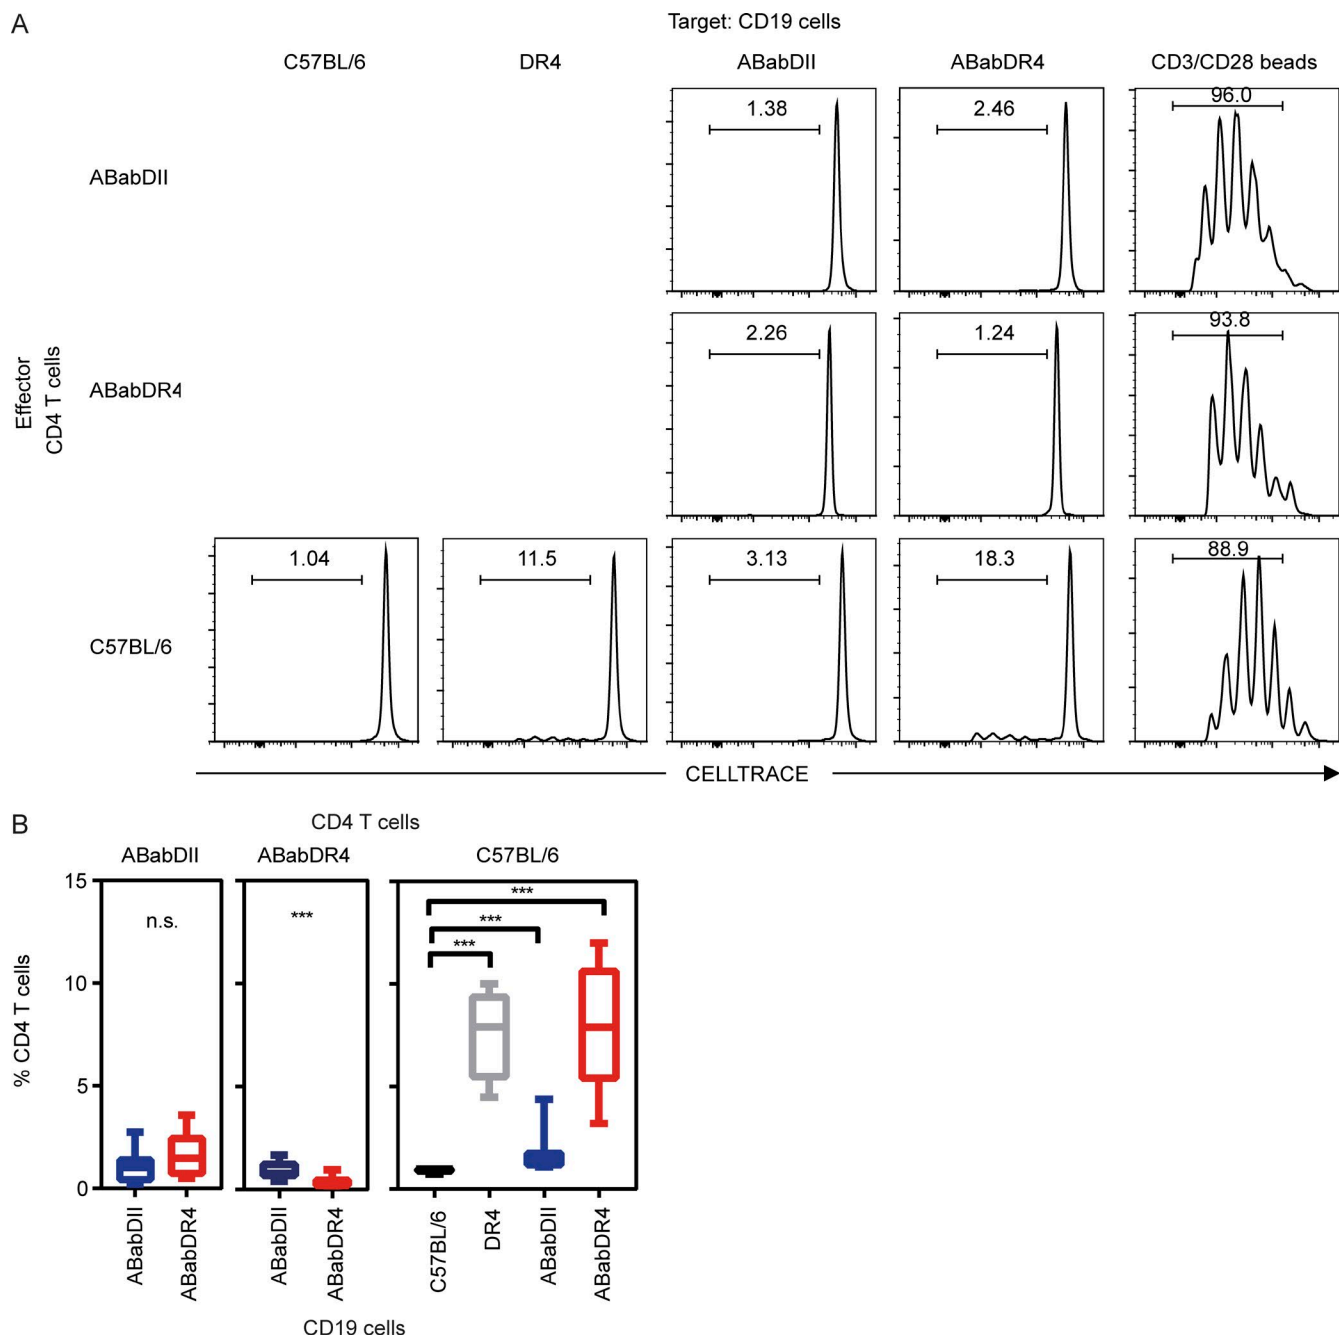 A
Target: CD19 cells
C57BL/6 DR4 ABabDII ABabDR4 CD3/CD28 beads
1.38 2.46 96.0
ABabDII
2.26 1.24 93.8
ABabDR4
Effector
CD4 T cells
1.04 11.5 3.13 18.3 88.9
C57BL/6
CELLTRACE
B
CD4 T cells
ABabDII ABabDR4 C57BL/6
15
10
5
0
% CD4 T cells
n.s. *** *** *** ***
ABabDII ABabDR4 ABabDII ABabDR4 C57BL/6 DR4 ABabDII ABabDR4
CD19 cells